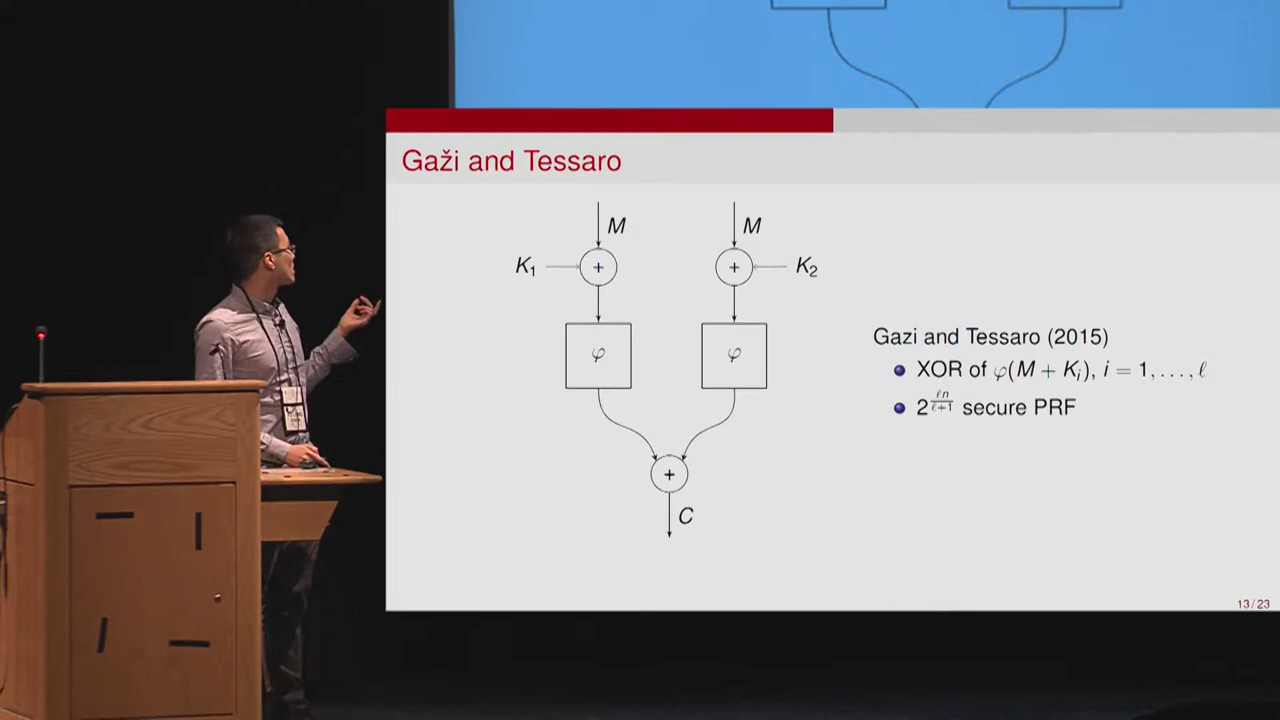 Gaži and Tessaro
M M
K₁ + + K₂
φ φ
+
C
Gazi and Tessaro (2015)
XOR of φ(M + Kᵢ), i = 1, . . . , ℓ
2^{ℓn/(ℓ+1)} secure PRF
13 / 23